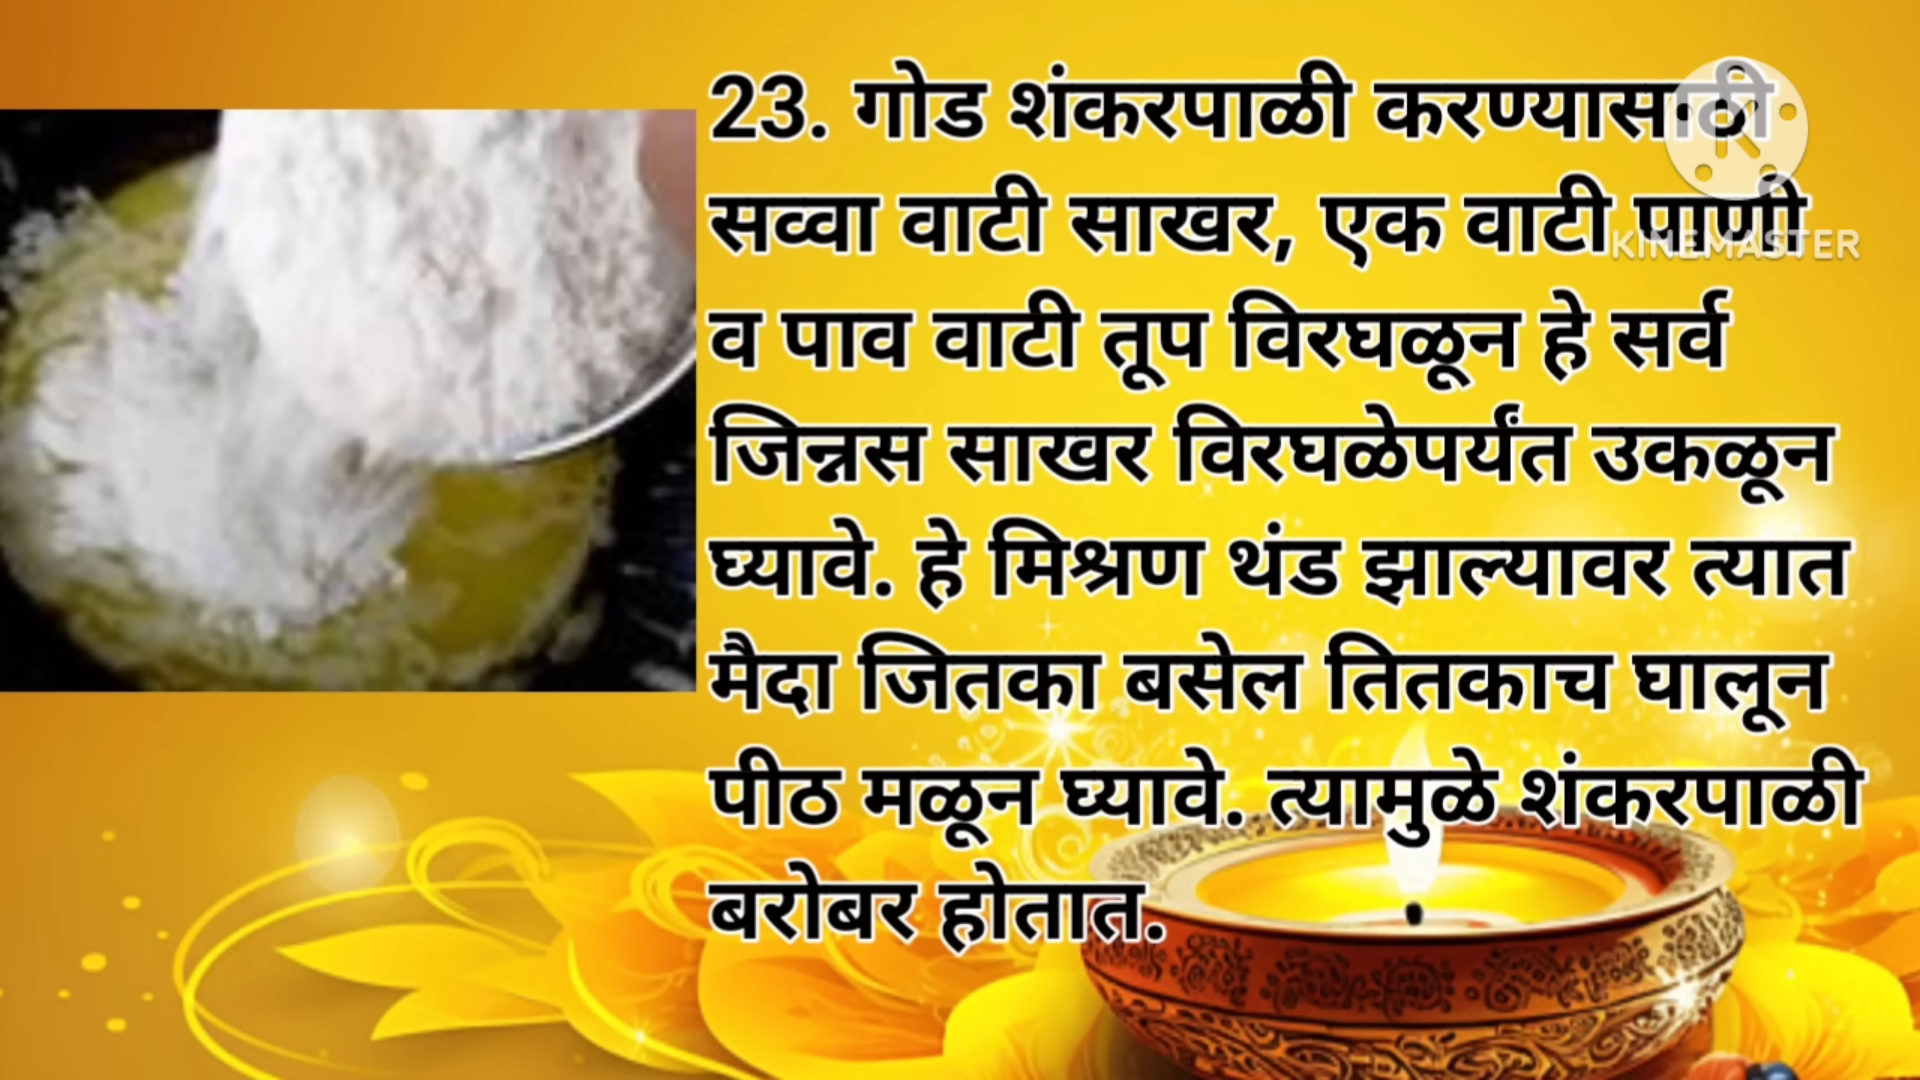 23. गोड शंकरपाळी करण्यासाठी
सव्वा वाटी साखर, एक वाटी पाणी
व पाव वाटी तूप विरघळून हे सर्व
जिन्नस साखर विरघळेपर्यंत उकळून
घ्यावे. हे मिश्रण थंड झाल्यावर त्यात
मैदा जितका बसेल तितकाच घालून
पीठ मळून घ्यावे. त्यामुळे शंकरपाळी
बरोबर होतात.
KINEMASTER